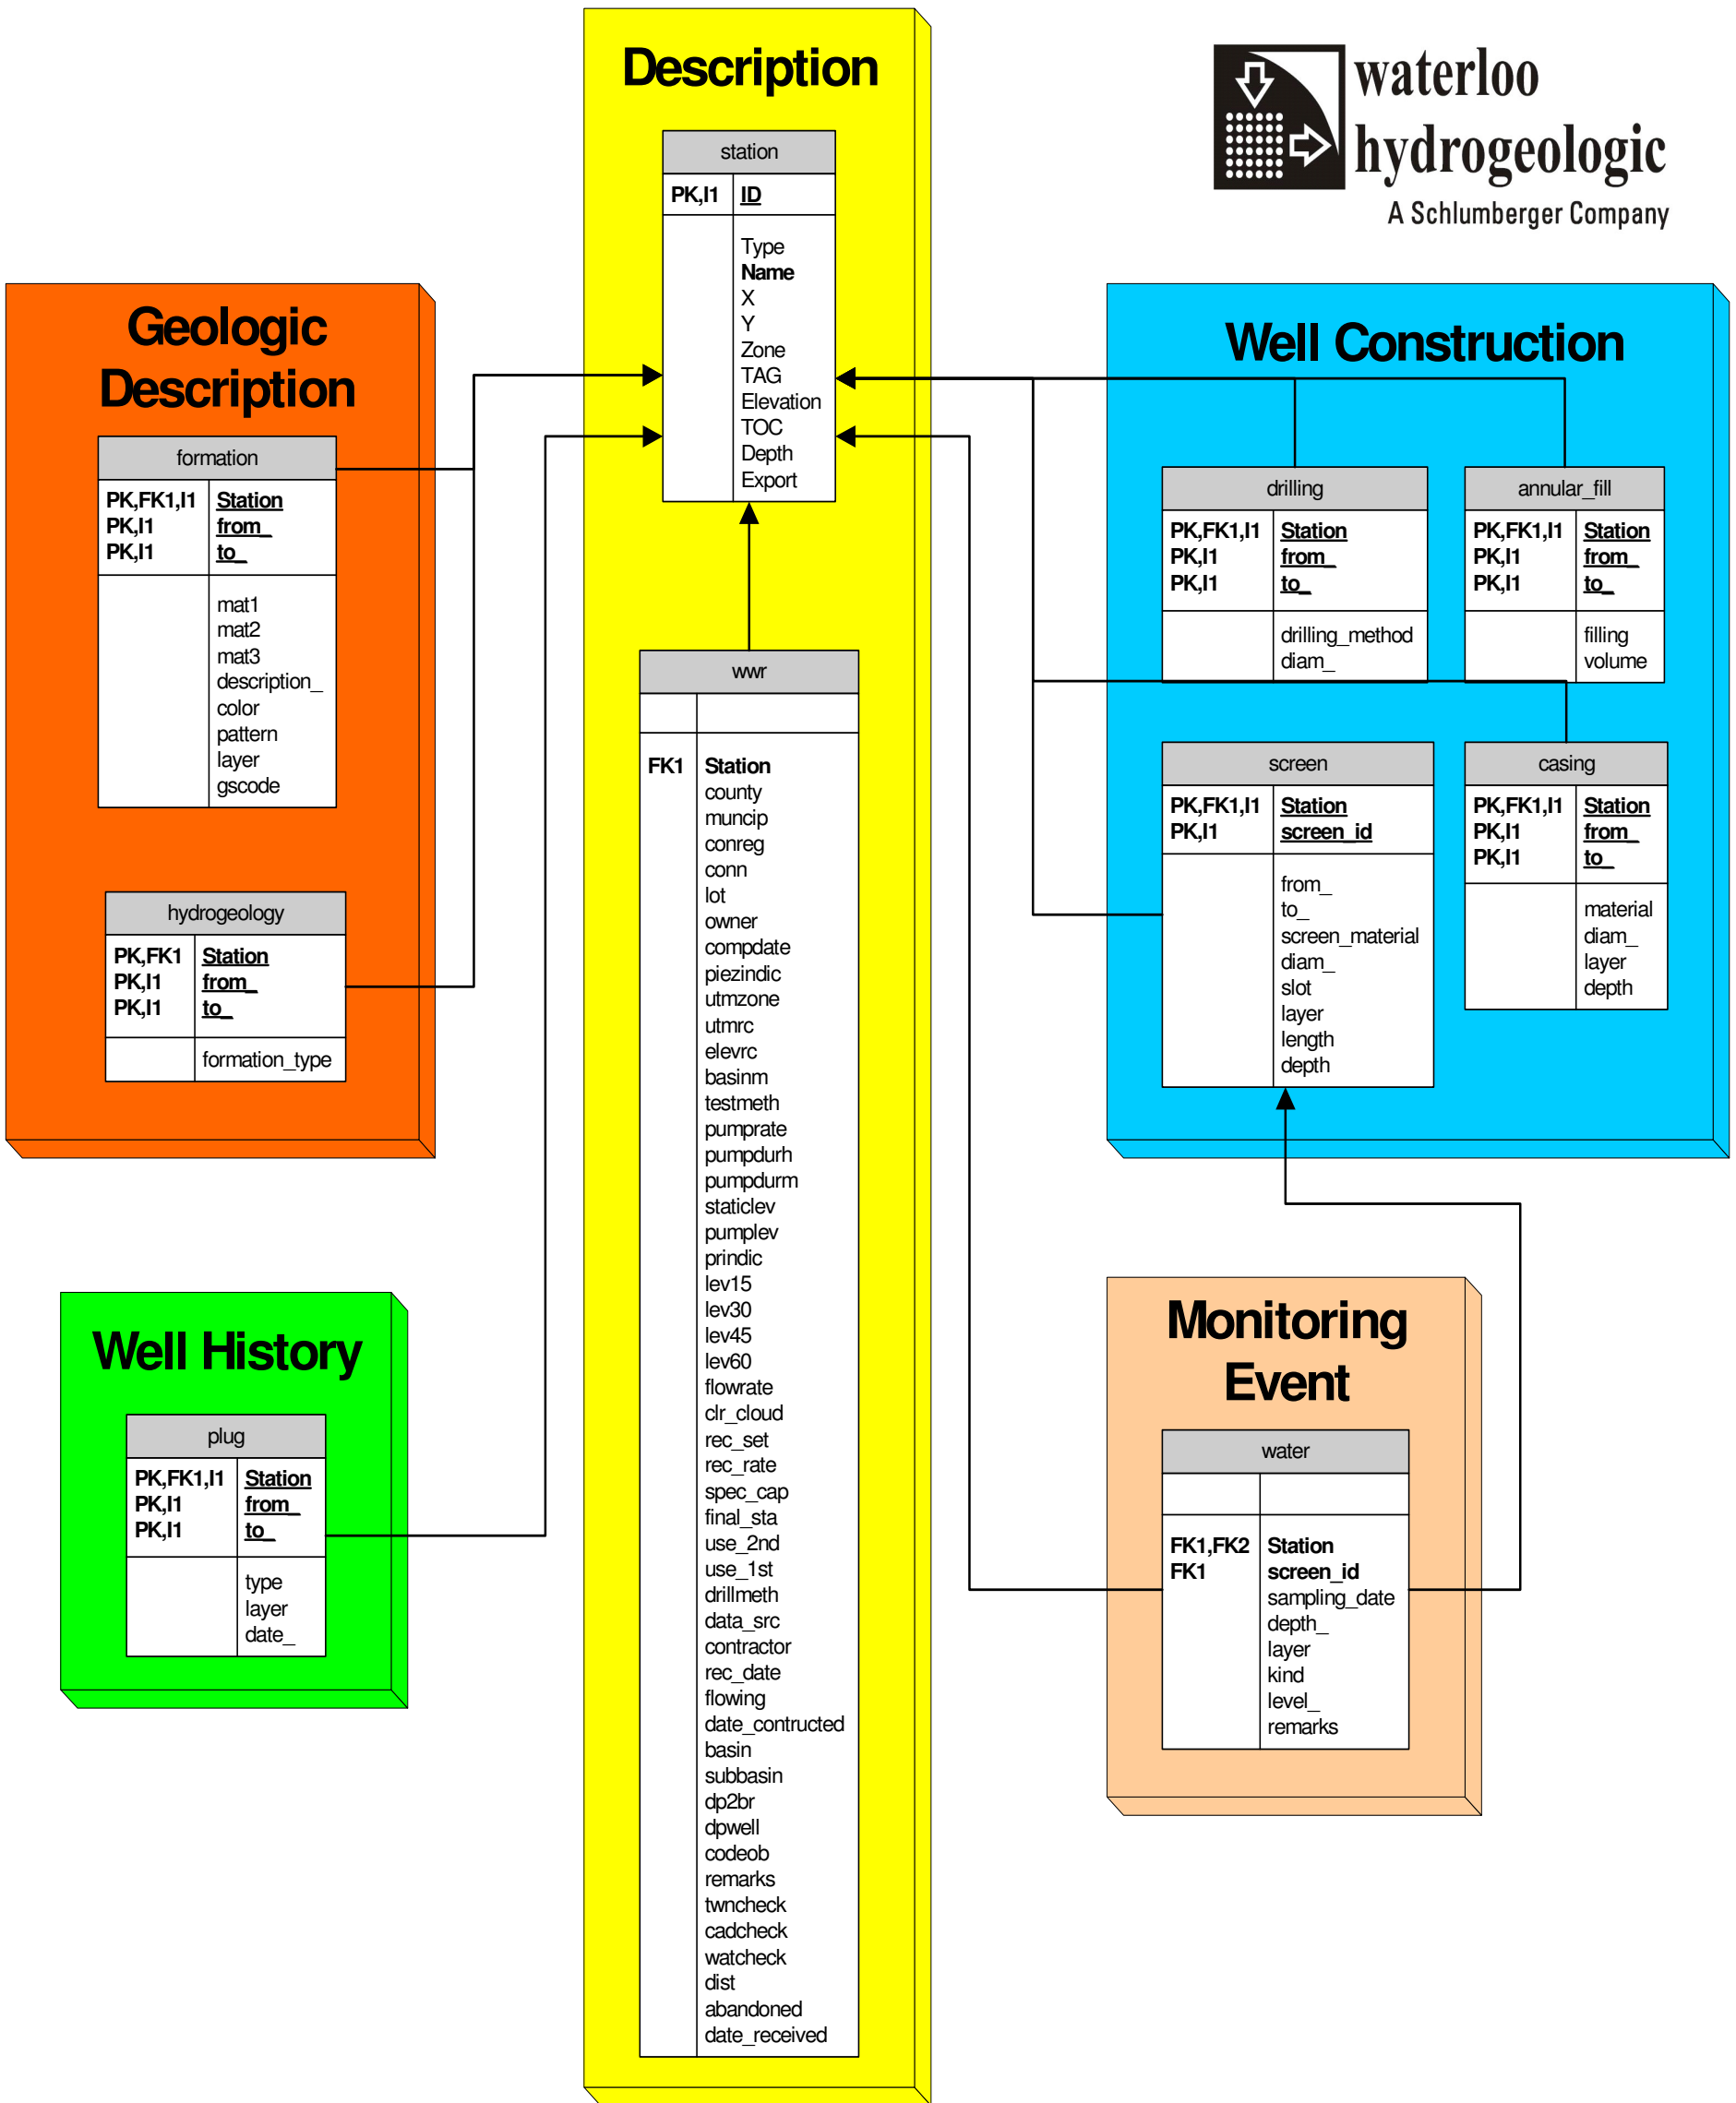 Description
station
PK,I1 ID
Type
Name
X
Y
Zone
TAG
Elevation
TOC
Depth
Export
wwr
FK1 Station
county
muncip
conreg
conn
lot
owner
compdate
piezindic
utmzone
utmrc
elevrc
basinm
testmeth
pumprate
pumpdurh
pumpdurm
staticlev
pumplev
prindic
lev15
lev30
lev45
lev60
flowrate
clr_cloud
rec_set
rec_rate
spec_cap
final_sta
use_2nd
use_1st
drillmeth
data_src
contractor
rec_date
flowing
date_contructed
basin
subbasin
dp2br
dpwell
codeob
remarks
twncheck
cadcheck
watcheck
dist
abandoned
date_received
waterloo
hydrogeologic
A Schlumberger Company
Geologic
Description
formation
PK,FK1,I1 Station
PK,I1 from_
PK,I1 to_
mat1
mat2
mat3
description_
color
pattern
layer
gscode
hydrogeology
PK,FK1 Station
PK,I1 from_
PK,I1 to_
formation_type
Well History
plug
PK,FK1,I1 Station
PK,I1 from_
PK,I1 to_
type
layer
date_
Well Construction
drilling
PK,FK1,I1 Station
PK,I1 from_
PK,I1 to_
drilling_method
diam_
annular_fill
PK,FK1,I1 Station
PK,I1 from_
PK,I1 to_
filling
volume
screen
PK,FK1,I1 Station
PK,I1 screen_id
from_
to_
screen_material
diam_
slot
layer
length
depth
casing
PK,FK1,I1 Station
PK,I1 from_
PK,I1 to_
material
diam_
layer
depth
Monitoring
Event
water
FK1,FK2 Station
FK1 screen_id
sampling_date
depth_
layer
kind
level_
remarks